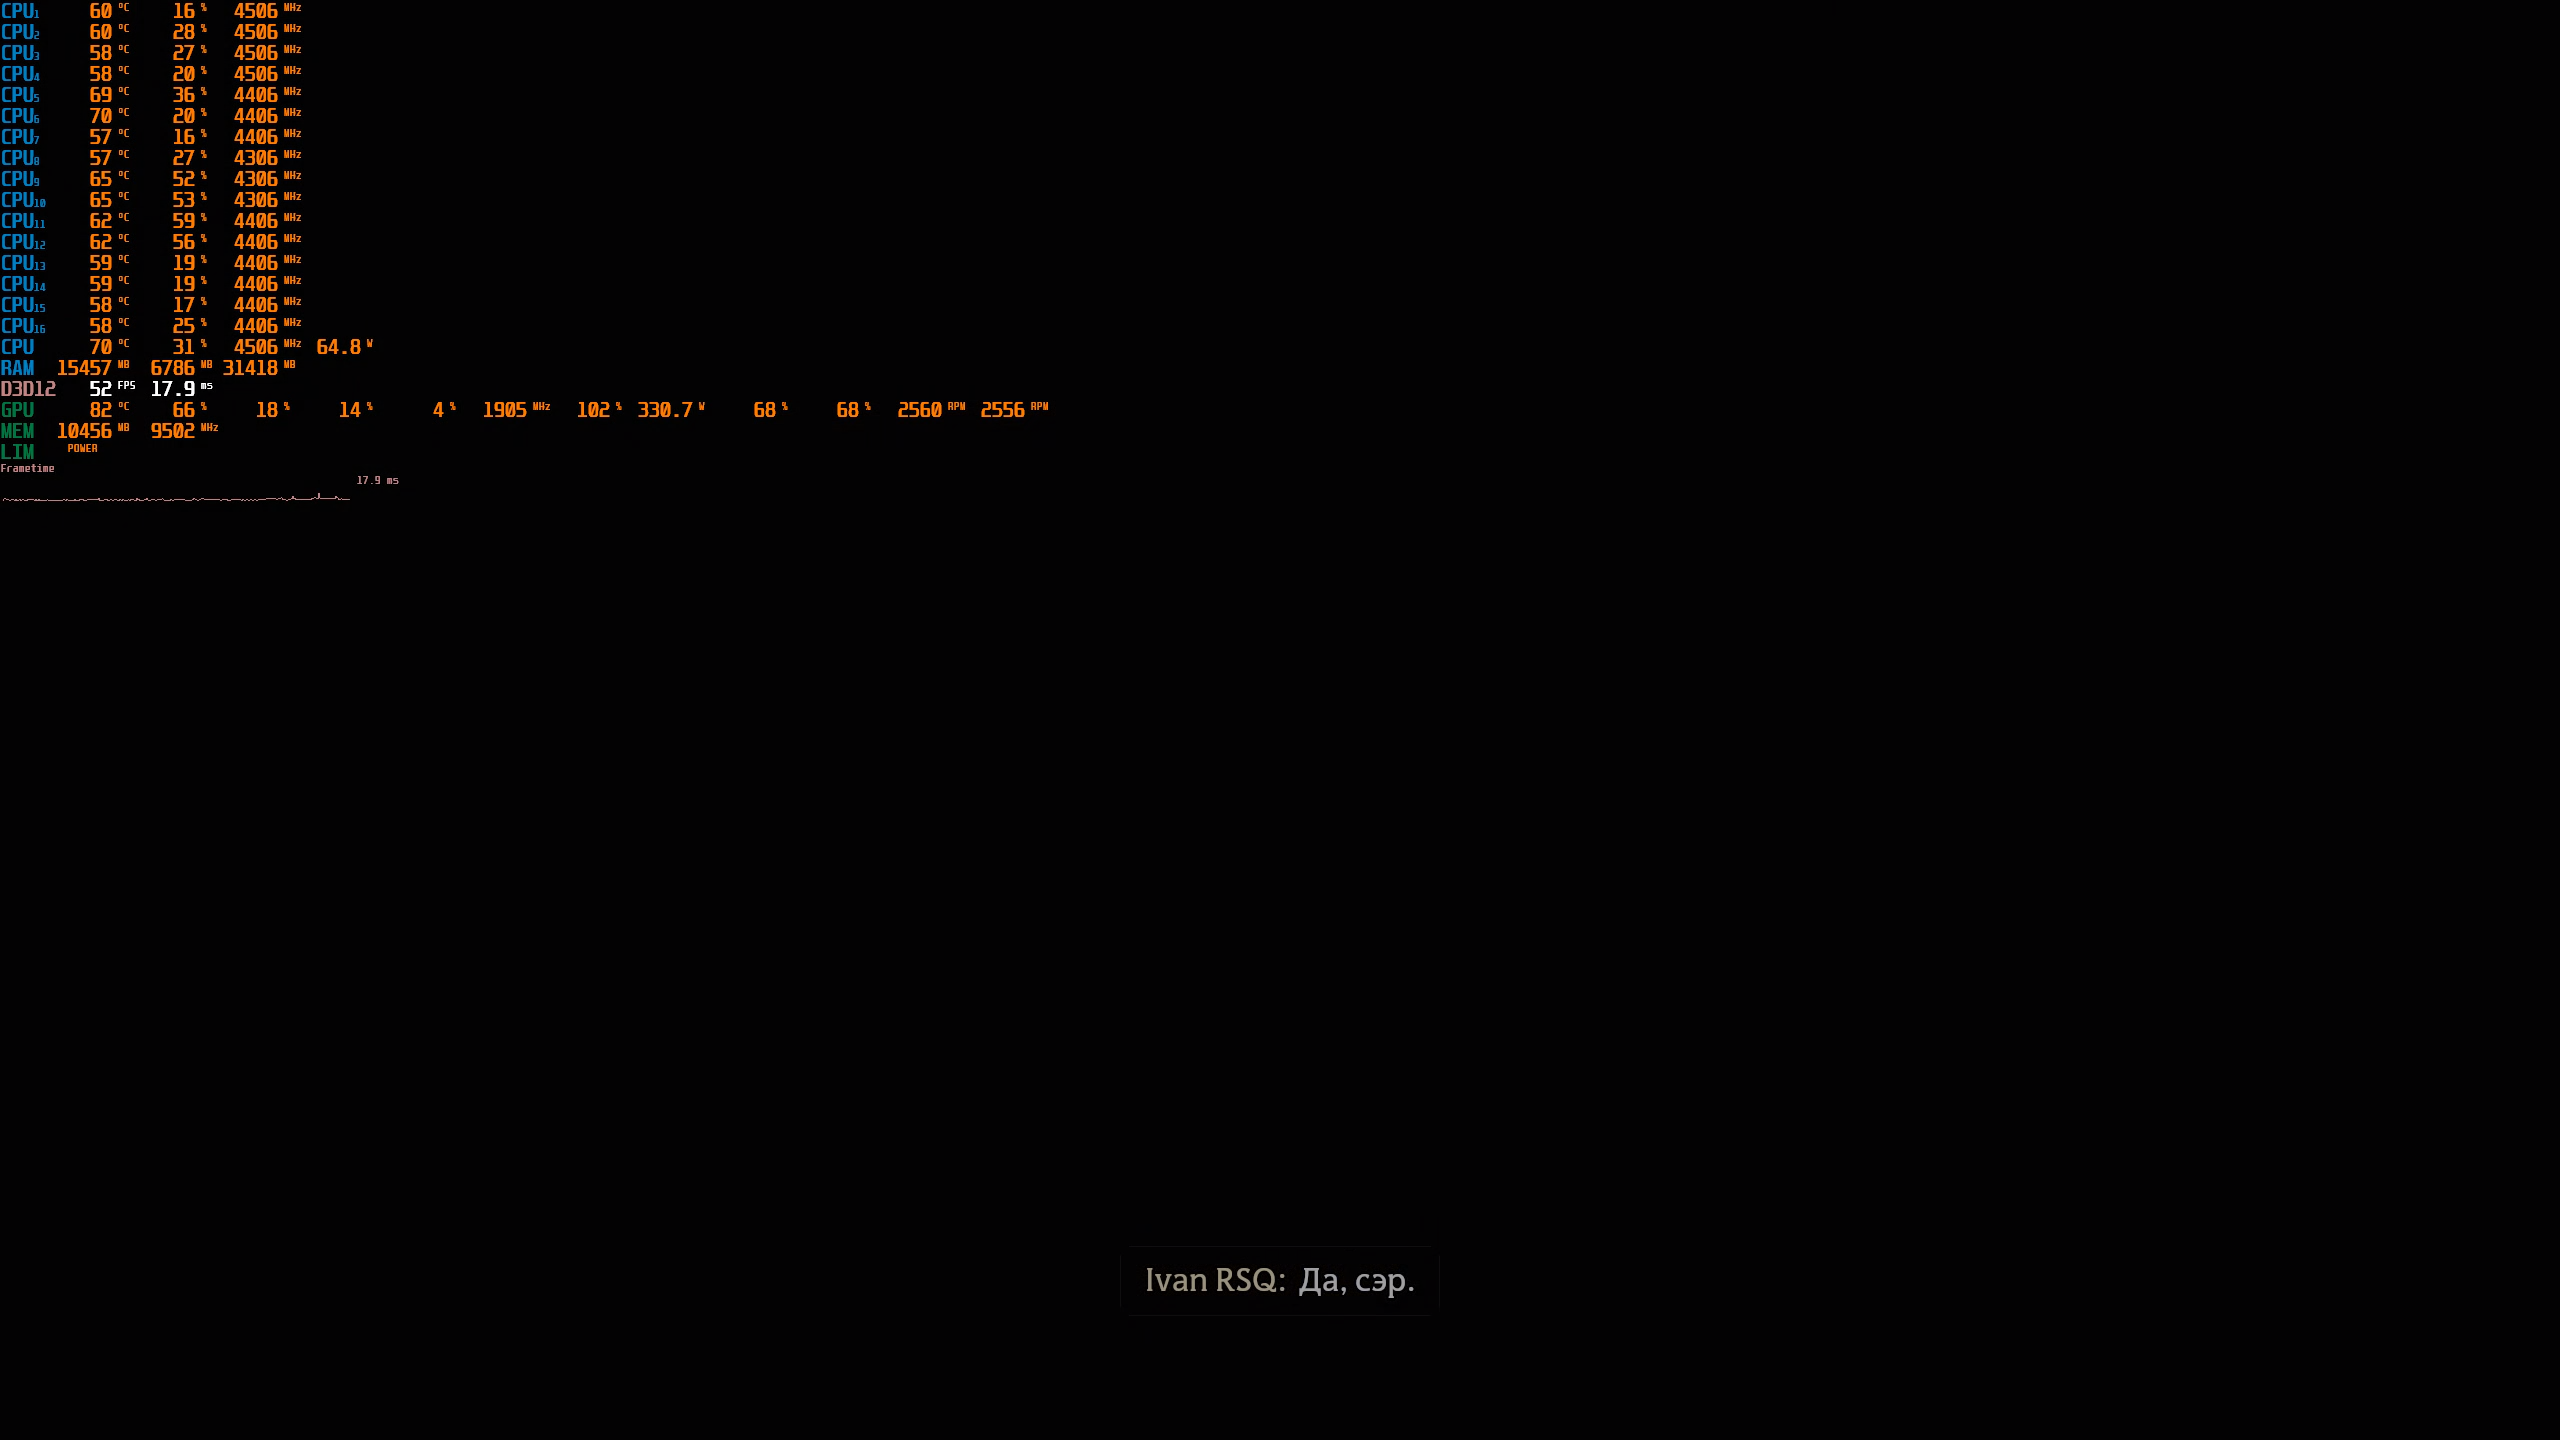 CPU1 60 °C 16 % 4506 MHz
CPU2 60 °C 28 % 4506 MHz
CPU3 58 °C 27 % 4506 MHz
CPU4 58 °C 20 % 4506 MHz
CPU5 69 °C 36 % 4406 MHz
CPU6 70 °C 20 % 4406 MHz
CPU7 57 °C 16 % 4406 MHz
CPU8 57 °C 27 % 4306 MHz
CPU9 65 °C 52 % 4306 MHz
CPU10 65 °C 53 % 4306 MHz
CPU11 62 °C 59 % 4406 MHz
CPU12 62 °C 56 % 4406 MHz
CPU13 59 °C 19 % 4406 MHz
CPU14 59 °C 19 % 4406 MHz
CPU15 58 °C 17 % 4406 MHz
CPU16 58 °C 25 % 4406 MHz
CPU 70 °C 31 % 4506 MHz 64.8 W
RAM 15457 MB 6786 MB 31418 MB
D3D12 52 FPS 17.9 ms
GPU 82 °C 66 % 18 % 14 % 4 % 1905 MHz 102 % 330.7 W 68 % 68 % 2560 RPM 2556 RPM
MEM 10456 MB 9502 MHz
LIM POWER
Frametime
17.9 ms
Ivan RSQ: Да, сэр.